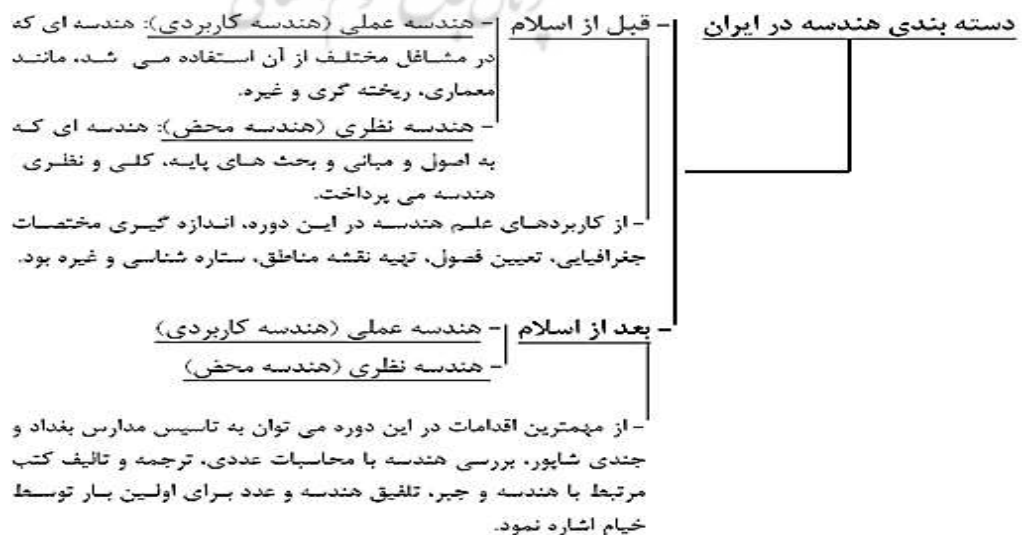 دسته بندی هندسه در ایران
- قبل از اسلام
- هندسه عملی (هندسه کاربردی): هندسه ای که
در مشاغل مختلف از آن استفاده می شد، مانند
معماری، ریخته گری و غیره.
- هندسه نظری (هندسه محض): هندسه ای که
به اصول و مبانی و بحث های پایه، کلی و نظری
هندسه می پرداخت.
- از کاربردهای علم هندسه در این دوره، اندازه گیری مختصات
جغرافیایی، تعیین فصول، تهیه نقشه مناطق، ستاره شناسی و غیره بود.
- بعد از اسلام
- هندسه عملی (هندسه کاربردی)
- هندسه نظری (هندسه محض)
- از مهمترین اقدامات در این دوره می توان به تاسیس مدارس بغداد و
جندی شاپور، بررسی هندسه با محاسبات عددی، ترجمه و تالیف کتب
مرتبط با هندسه و جبر، تلفیق هندسه و عدد برای اولین بار توسط
خیام اشاره نمود.